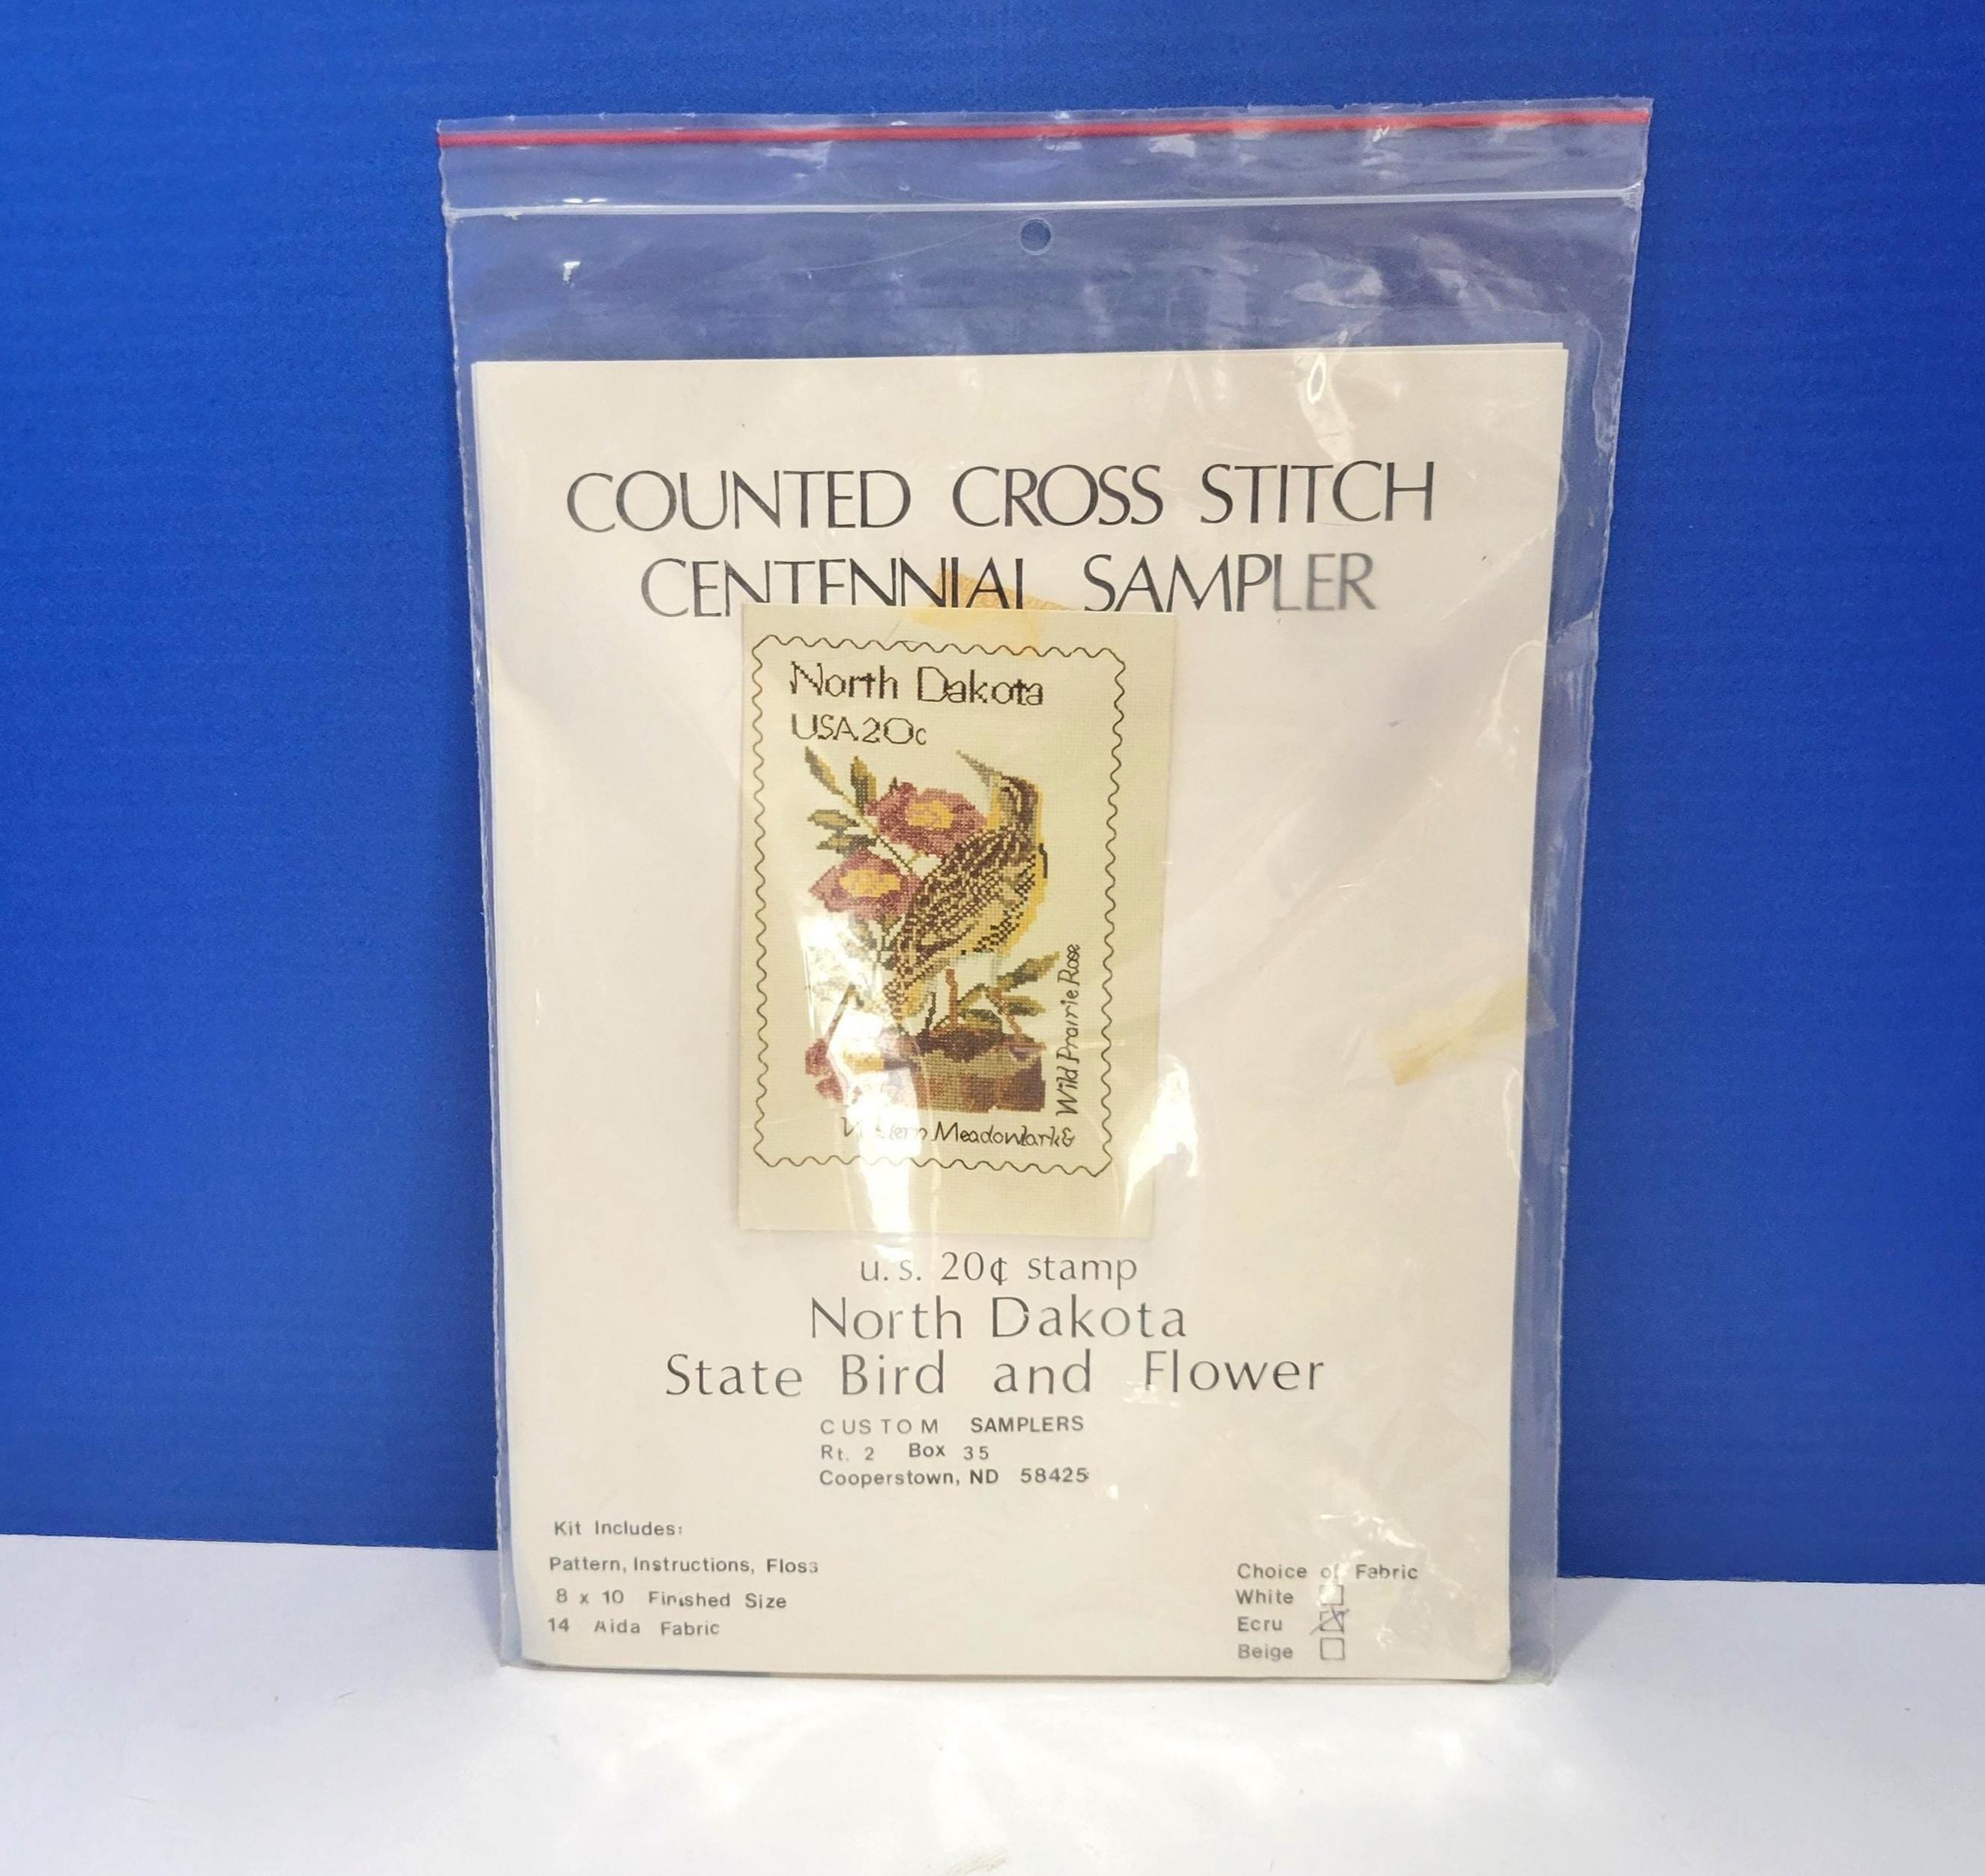 COUNTED CROSS STITCH
CENTENNIAL SAMPLER
North Dakota
USA 20c
Wild Prairie Rose
Western Meadowlark &
u.s. 20¢ stamp
North Dakota
State Bird and Flower
CUSTOM SAMPLERS
Rt. 2 Box 35
Cooperstown, ND 58425
Kit Includes:
Pattern, Instructions, Floss
8 x 10 Finished Size
14 Aida Fabric
Choice of Fabric
White
Ecru
Beige